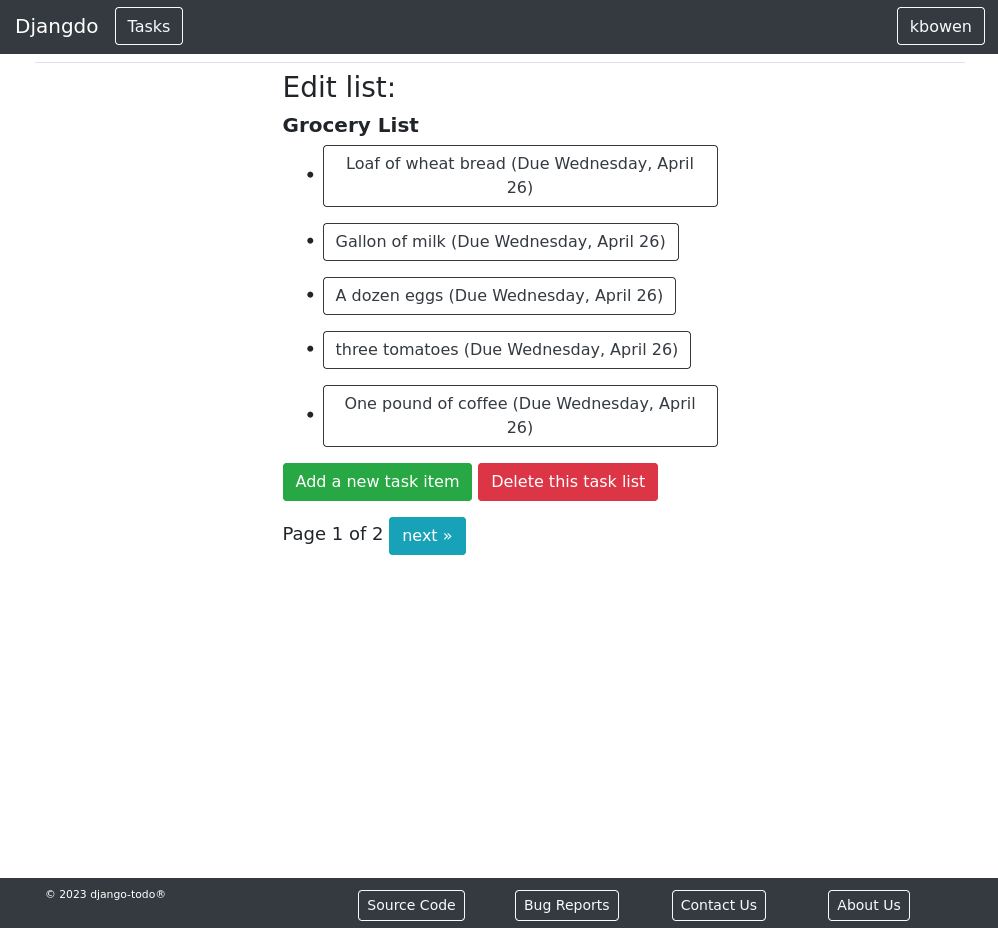 Djangdo Tasks kbowen
Edit list:
Grocery List
• Loaf of wheat bread (Due Wednesday, April
26)
• Gallon of milk (Due Wednesday, April 26)
• A dozen eggs (Due Wednesday, April 26)
• three tomatoes (Due Wednesday, April 26)
• One pound of coffee (Due Wednesday, April
26)
Add a new task item Delete this task list
Page 1 of 2 next »
© 2023 django-todo® Source Code Bug Reports Contact Us About Us